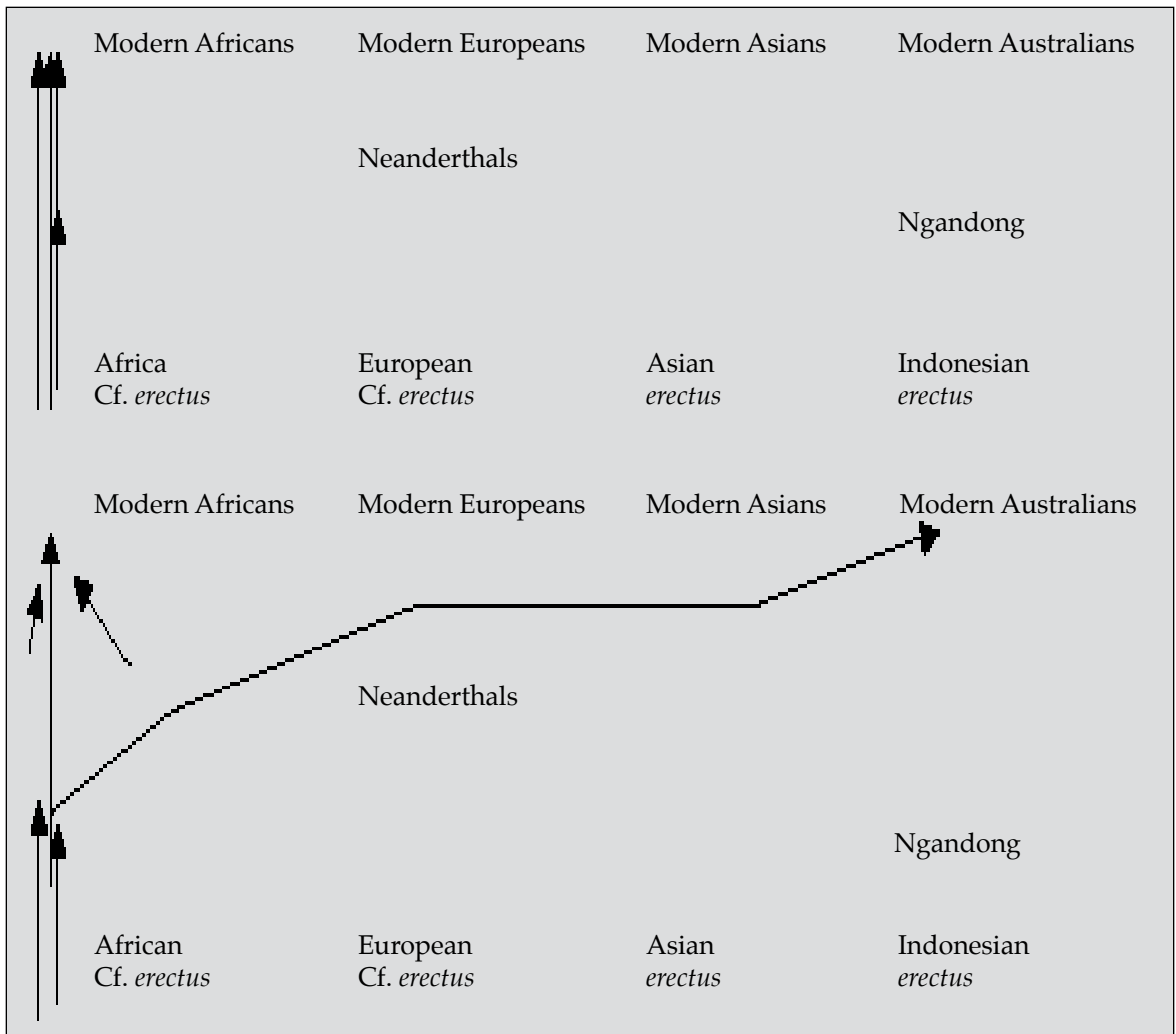 Modern Africans Modern Europeans Modern Asians Modern Australians
Neanderthals
Ngandong
Africa European Asian Indonesian
Cf. erectus Cf. erectus erectus erectus
Modern Africans Modern Europeans Modern Asians Modern Australians
Neanderthals
Ngandong
African European Asian Indonesian
Cf. erectus Cf. erectus erectus erectus